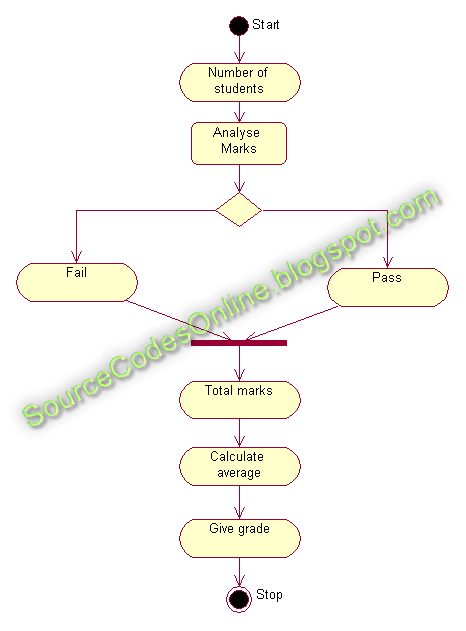 Start
Number of
students
Analyse
Marks
Fail
Pass
SourceCodesOnline.blogspot.com
Total marks
Calculate
average
Give grade
Stop